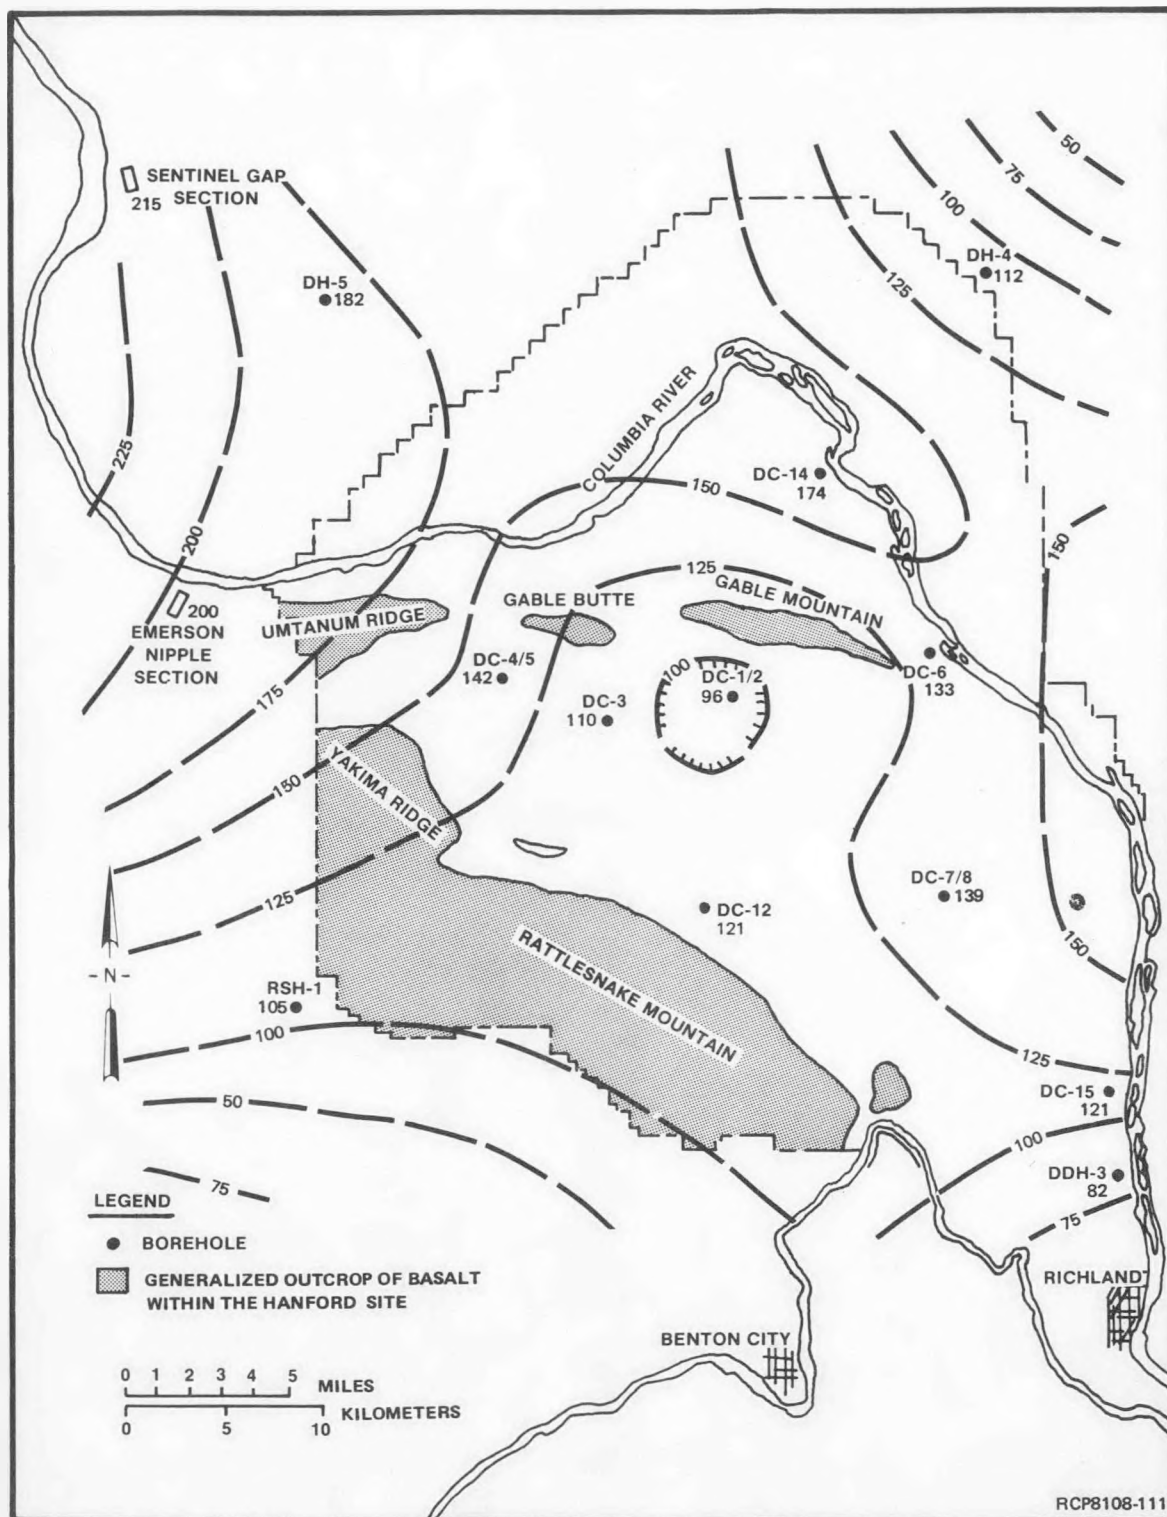 50
75
100
125
SENTINEL GAP
SECTION
215
DH-5
182
DH-4
112
COLUMBIA RIVER
225
200
DC-14
174
150
150
200
EMERSON
NIPPLE
SECTION
UMTANUM RIDGE
GABLE BUTTE
125
GABLE MOUNTAIN
175
DC-4/5
142
DC-3
110
100
DC-1/2
96
DC-6
133
150
YAKIMA RIDGE
125
DC-12
121
DC-7/8
139
150
RATTLESNAKE MOUNTAIN
- N -
RSH-1
105
100
125
DC-15
121
50
100
75
DDH-3
82
75
LEGEND
BOREHOLE
GENERALIZED OUTCROP OF BASALT
WITHIN THE HANFORD SITE
RICHLAND
BENTON CITY
0 1 2 3 4 5
MILES
KILOMETERS
0 5 10
RCP8108-111